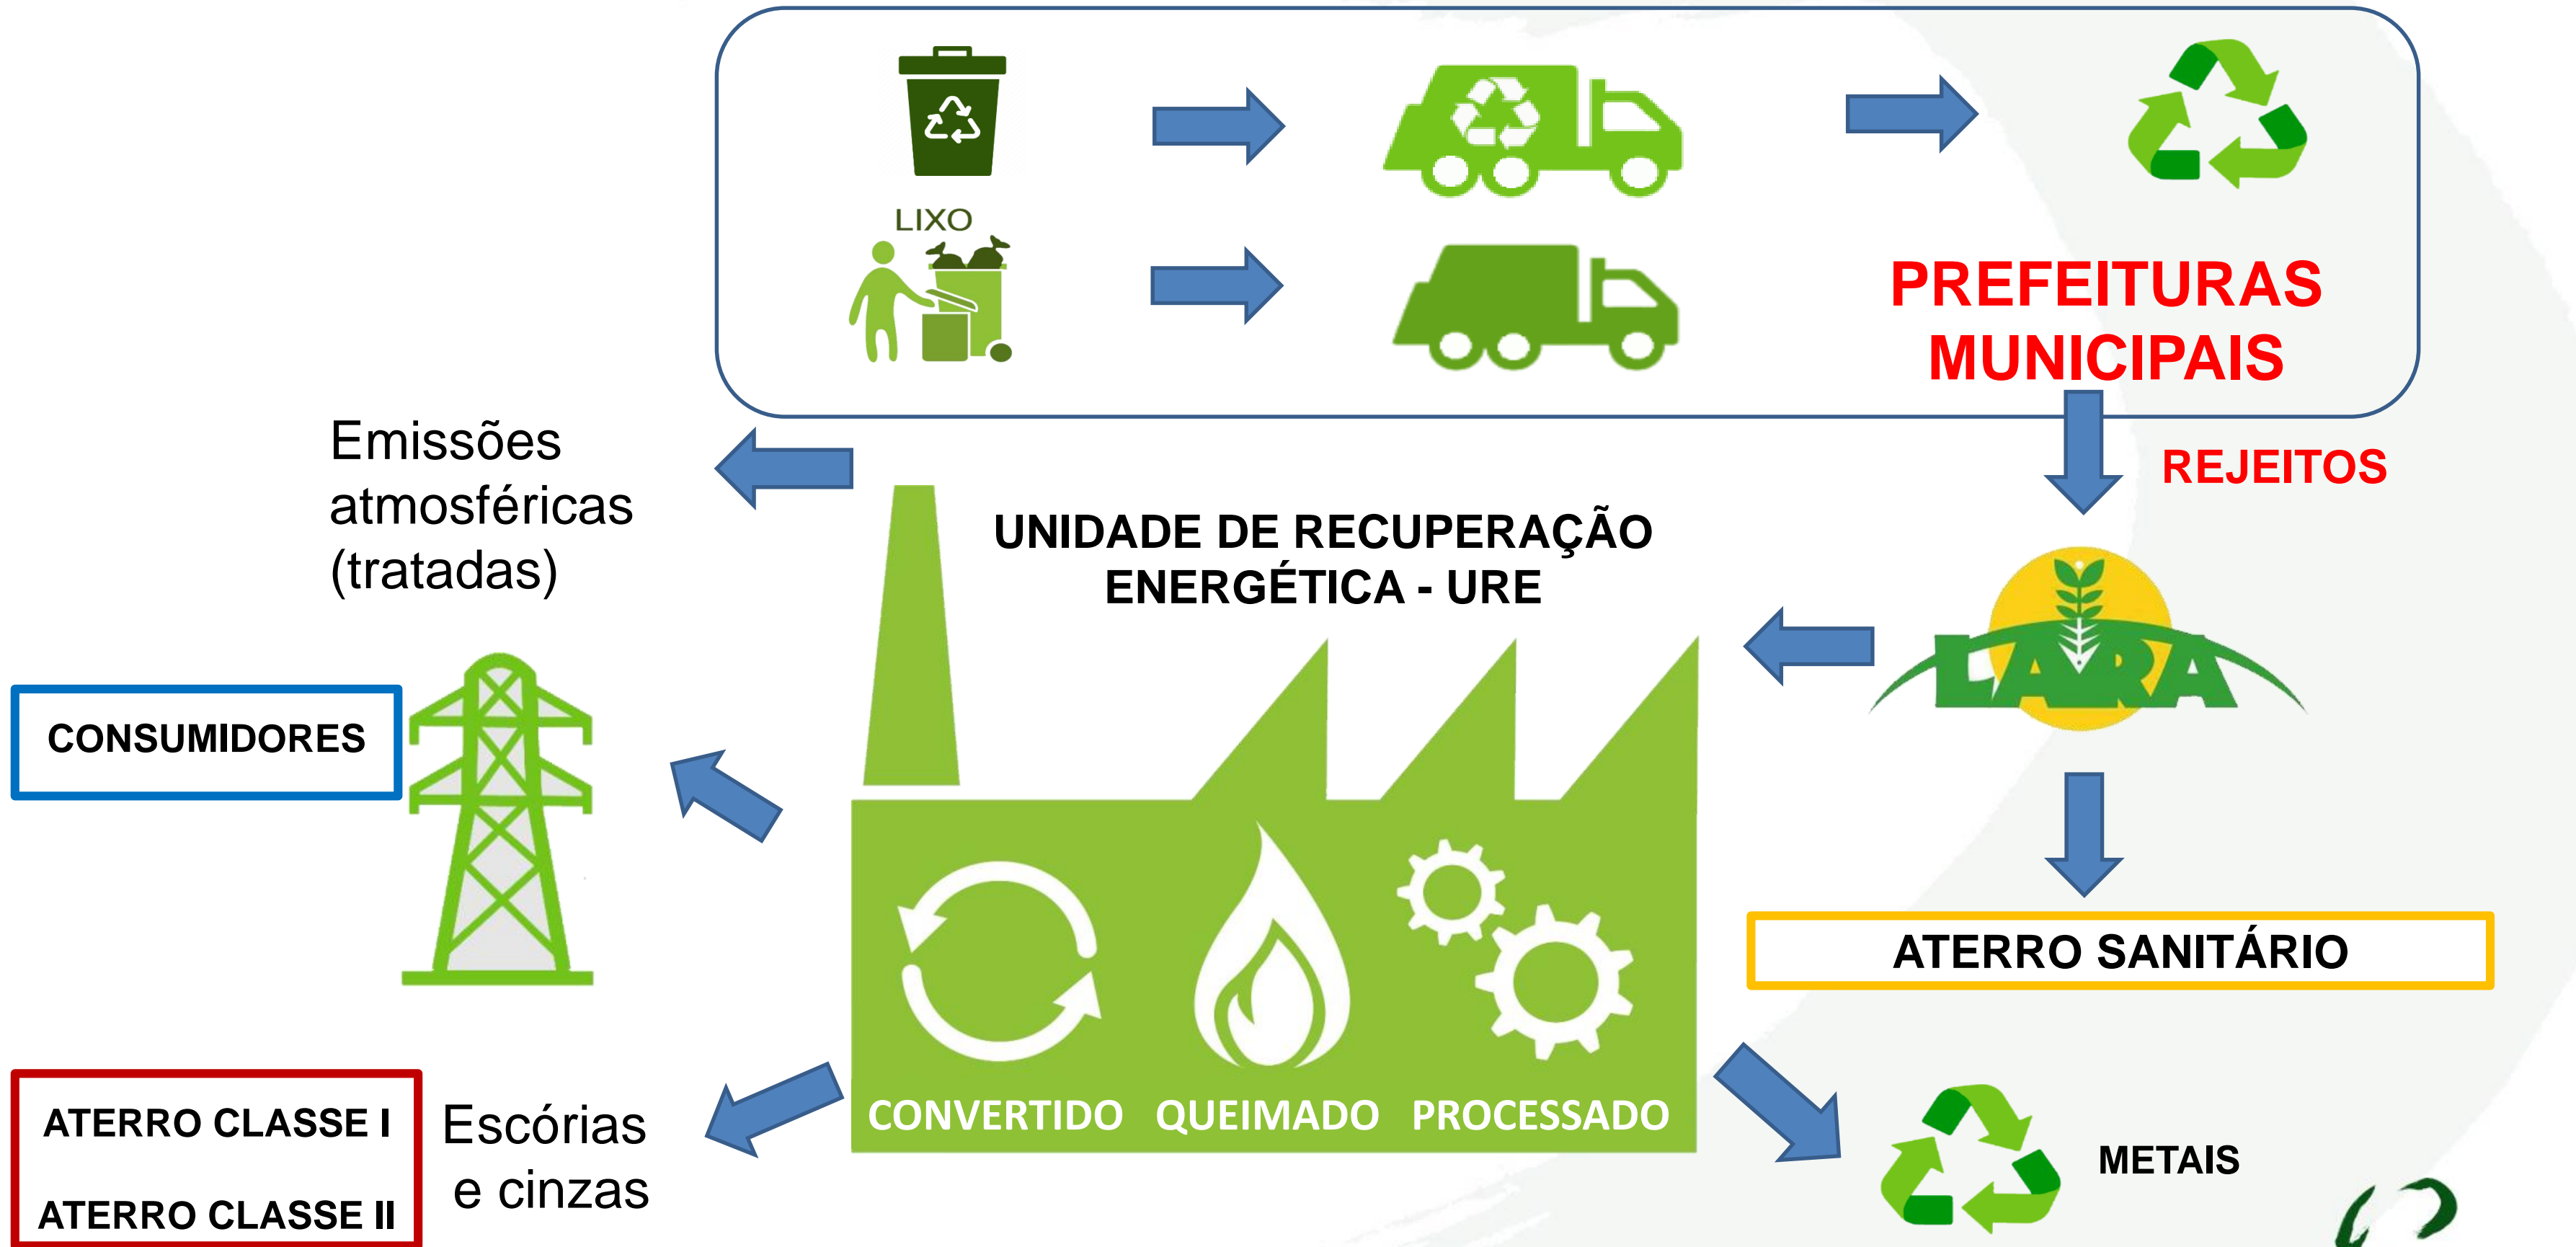 LIXO
PREFEITURAS
MUNICIPAIS
REJEITOS
Emissões
atmosféricas
(tratadas)
UNIDADE DE RECUPERAÇÃO
ENERGÉTICA - URE
LARA
CONSUMIDORES
ATERRO SANITÁRIO
CONVERTIDO QUEIMADO PROCESSADO
ATERRO CLASSE I
ATERRO CLASSE II
Escórias
e cinzas
METAIS